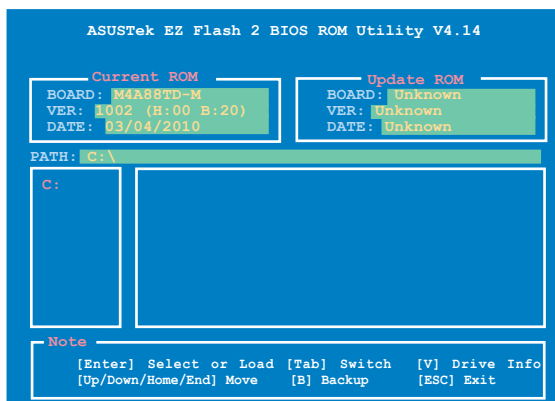 ASUSTek EZ Flash 2 BIOS ROM Utility V4.14
Current ROM
BOARD: M4A88TD-M
VER: 1002 (H:00 B:20)
DATE: 03/04/2010
Update ROM
BOARD: Unknown
VER: Unknown
DATE: Unknown
PATH: C:\
C:
Note
[Enter] Select or Load [Tab] Switch [V] Drive Info
[Up/Down/Home/End] Move [B] Backup [ESC] Exit